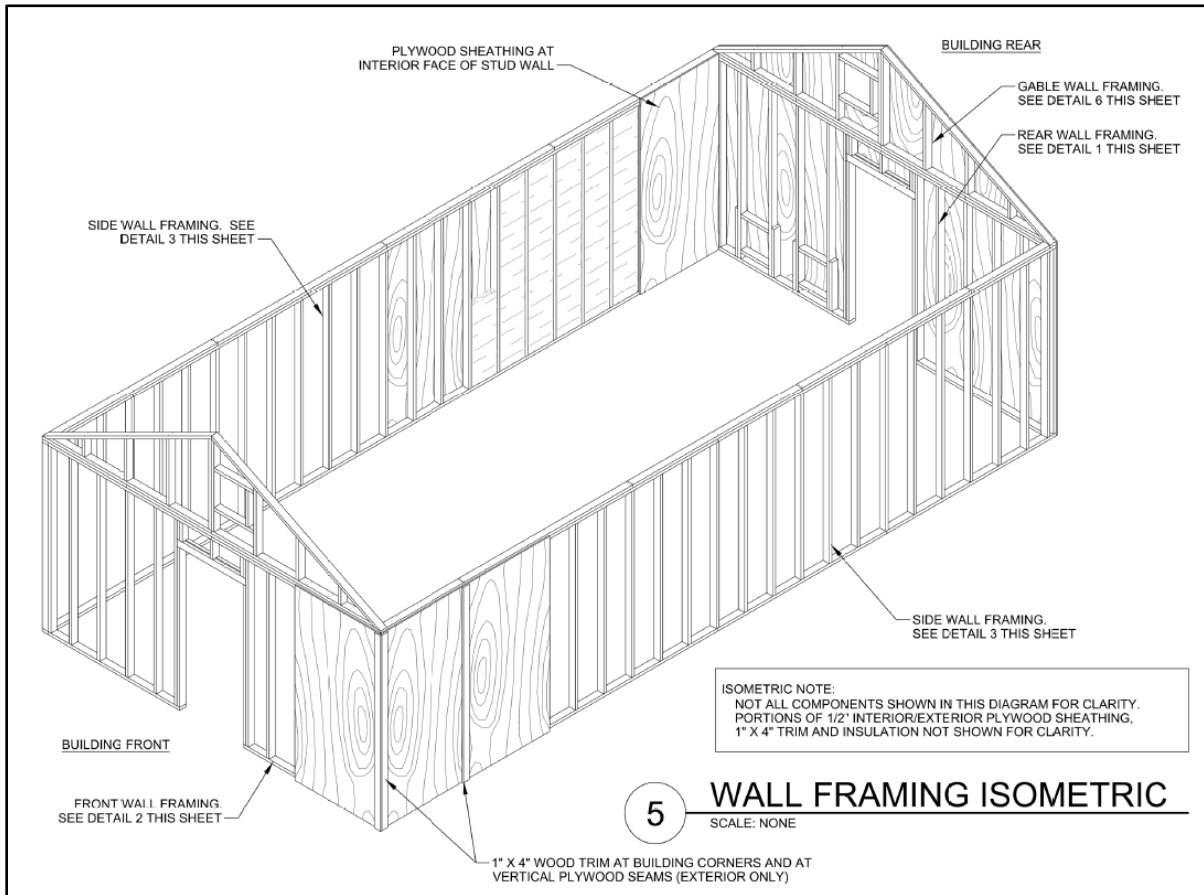 PLYWOOD SHEATHING AT
INTERIOR FACE OF STUD WALL
BUILDING REAR
GABLE WALL FRAMING.
SEE DETAIL 6 THIS SHEET
REAR WALL FRAMING.
SEE DETAIL 1 THIS SHEET
SIDE WALL FRAMING. SEE
DETAIL 3 THIS SHEET
SIDE WALL FRAMING.
SEE DETAIL 3 THIS SHEET
ISOMETRIC NOTE:
NOT ALL COMPONENTS SHOWN IN THIS DIAGRAM FOR CLARITY.
PORTIONS OF 1/2" INTERIOR/EXTERIOR PLYWOOD SHEATHING,
1" X 4" TRIM AND INSULATION NOT SHOWN FOR CLARITY.
BUILDING FRONT
FRONT WALL FRAMING.
SEE DETAIL 2 THIS SHEET
5 WALL FRAMING ISOMETRIC
SCALE: NONE
1" X 4" WOOD TRIM AT BUILDING CORNERS AND AT
VERTICAL PLYWOOD SEAMS (EXTERIOR ONLY)